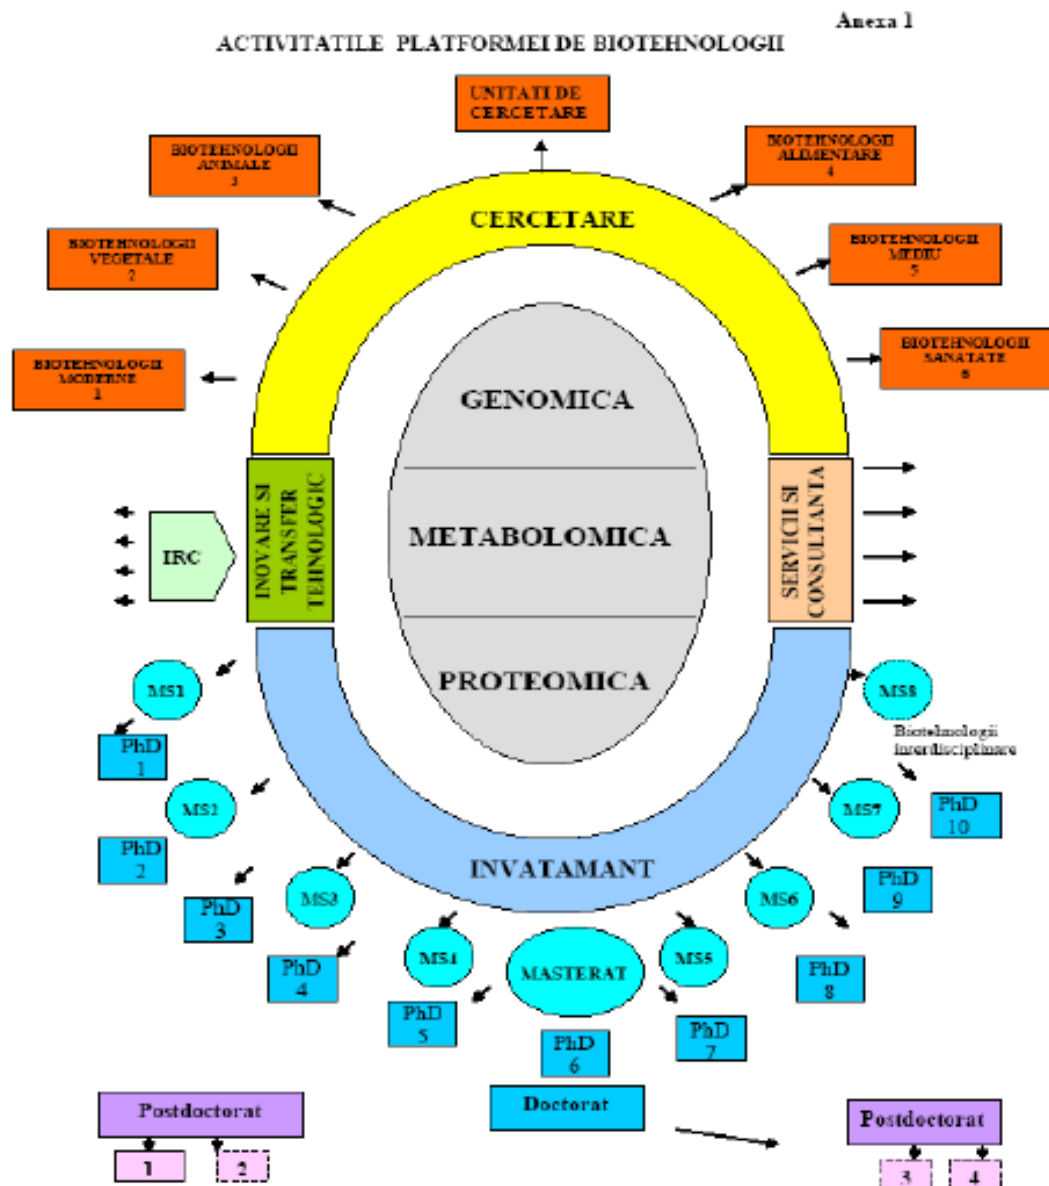 Anexa 1
ACTIVITATILE PLATFORMEI DE BIOTEHNOLOGII
UNITATI DE
CERCETARE
BIOTEHNOLOGII
ANIMALE
3
BIOTEHNOLOGII
ALIMENTARE
4
BIOTEHNOLOGII
VEGETALE
2
BIOTEHNOLOGII
MEDIU
5
BIOTEHNOLOGII
MODERNE
1
BIOTEHNOLOGII
SANATATE
6
CERCETARE
GENOMICA
METABOLOMICA
PROTEOMICA
INOVARE SI
TRANSFER
TEHNOLOGIC
SERVICII SI
CONSULTANTA
IRC
INVATAMANT
MS1
PhD
1
MS2
PhD
2
PhD
3
MS3
PhD
4
MS4
PhD
5
MASTERAT
PhD
6
MS5
PhD
7
MS6
PhD
8
MS7
PhD
9
MS8
Biotehnologii
interdisciplinare
PhD
10
Doctorat
Postdoctorat
1
2
Postdoctorat
3
4